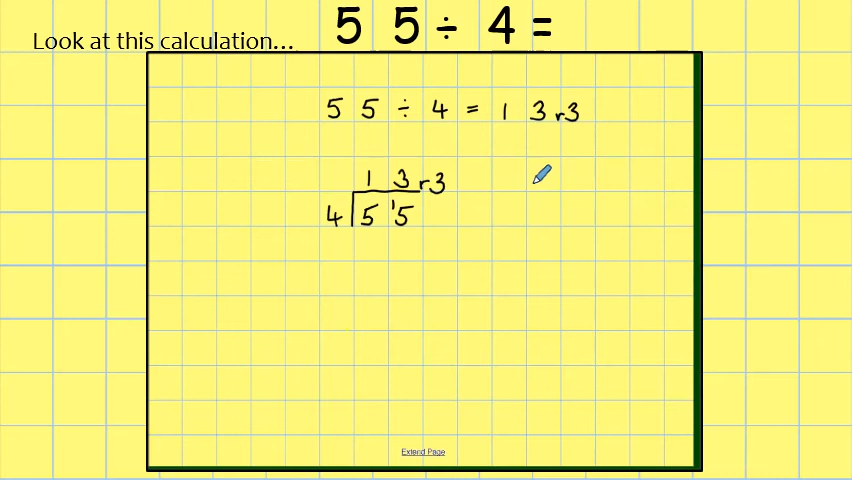 Look at this calculation... 5 5 ÷ 4 =
5 5 ÷ 4 = 1 3 r3
1 3 r3
4 5 ¹5
Extend Page